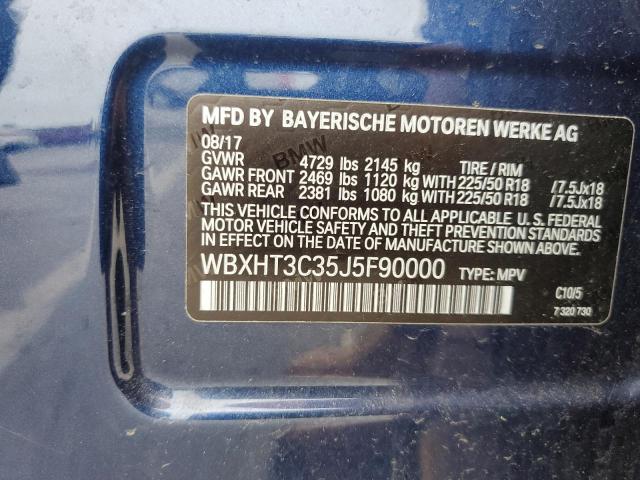 MFD BY BAYERISCHE MOTOREN WERKE AG
08/17
GVWR 4729 lbs 2145 kg TIRE / RIM
GAWR FRONT 2469 lbs 1120 kg WITH 225/50 R18 /7.5Jx18
GAWR REAR 2381 lbs 1080 kg WITH 225/50 R18 /7.5Jx18
THIS VEHICLE CONFORMS TO ALL APPLICABLE U. S. FEDERAL
MOTOR VEHICLE SAFETY, BUMPER, AND THEFT PREVENTION
STANDARDS IN EFFECT ON THE DATE OF MANUFACTURE SHOWN ABOVE.
WBXHT3C35J5F90000 TYPE: MPV
C10/5
7 320 730
BMW